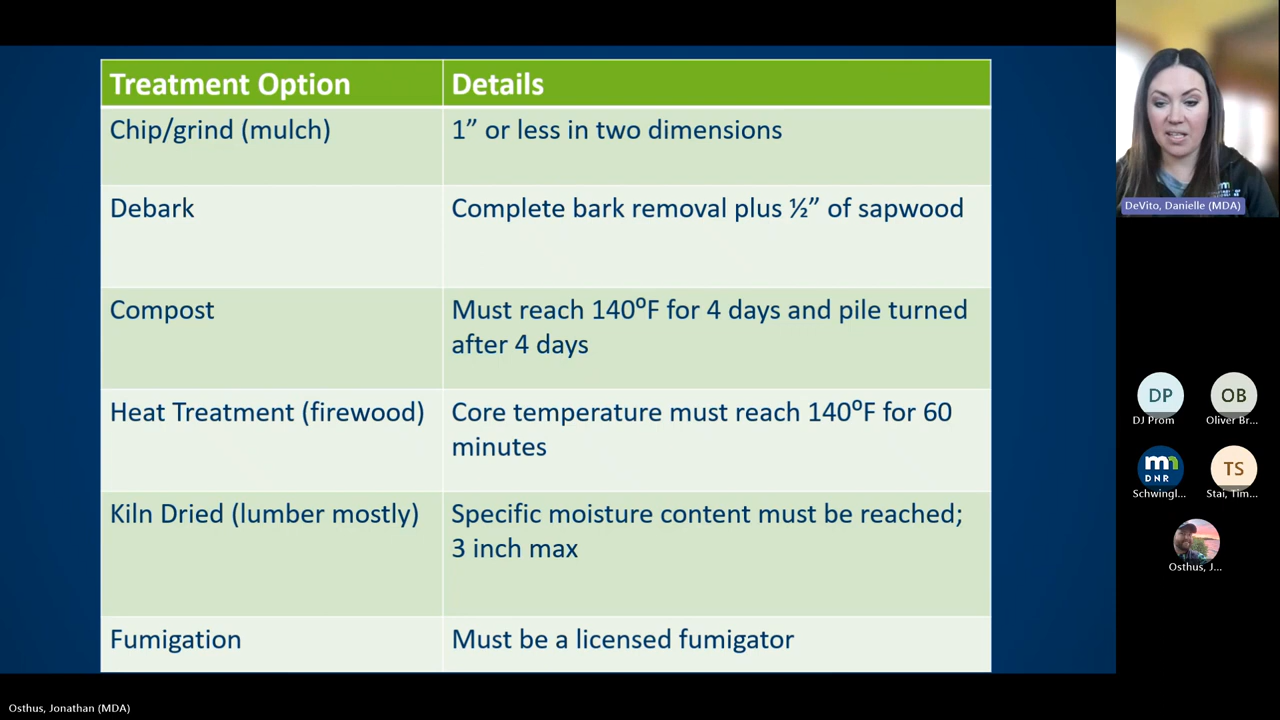 Treatment Option
Details
Chip/grind (mulch)
1” or less in two dimensions
Debark
Complete bark removal plus ½” of sapwood
Compost
Must reach 140⁰F for 4 days and pile turned
after 4 days
Heat Treatment (firewood)
Core temperature must reach 140⁰F for 60
minutes
Kiln Dried (lumber mostly)
Specific moisture content must be reached;
3 inch max
Fumigation
Must be a licensed fumigator
DeVito, Danielle (MDA)
DP
DJ Prom
OB
Oliver Br...
mn
DNR
Schwingl...
TS
Stai, Tim...
Osthus, J...
Osthus, Jonathan (MDA)